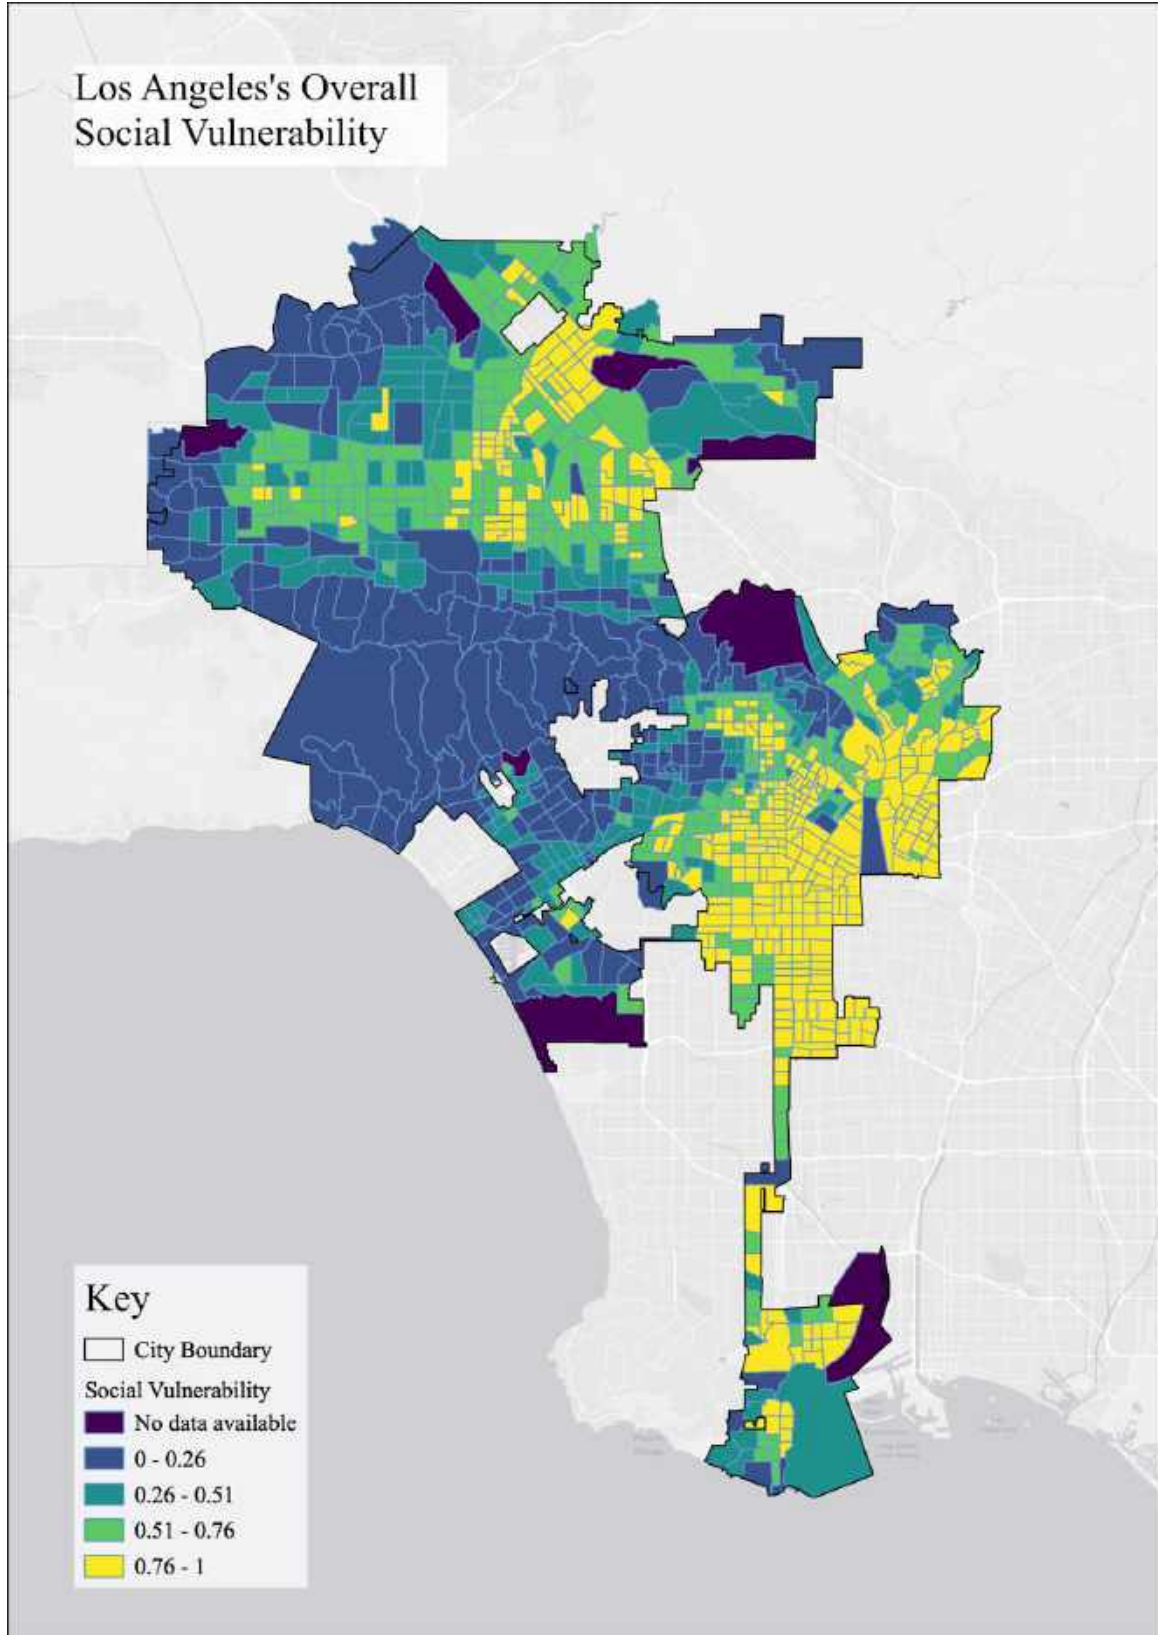 Los Angeles's Overall
Social Vulnerability
Key
City Boundary
Social Vulnerability
No data available
0 - 0.26
0.26 - 0.51
0.51 - 0.76
0.76 - 1